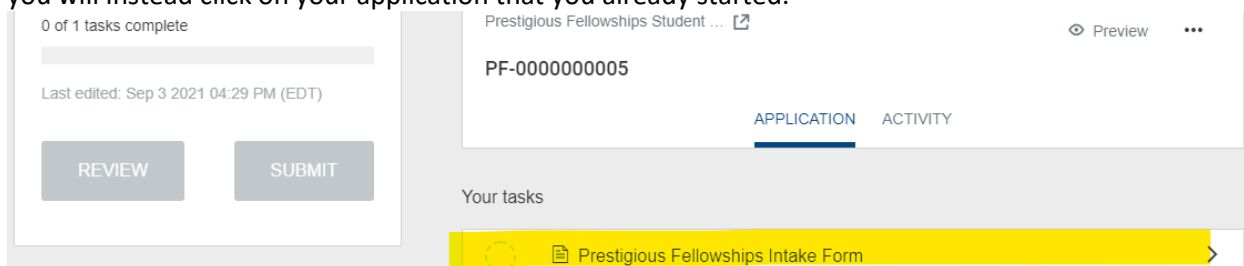 you will instead click on your application that you already started.
0 of 1 tasks complete
Last edited: Sep 3 2021 04:29 PM (EDT)
REVIEW
SUBMIT
Prestigious Fellowships Student ...
Preview
•••
PF-0000000005
APPLICATION
ACTIVITY
Your tasks
Prestigious Fellowships Intake Form